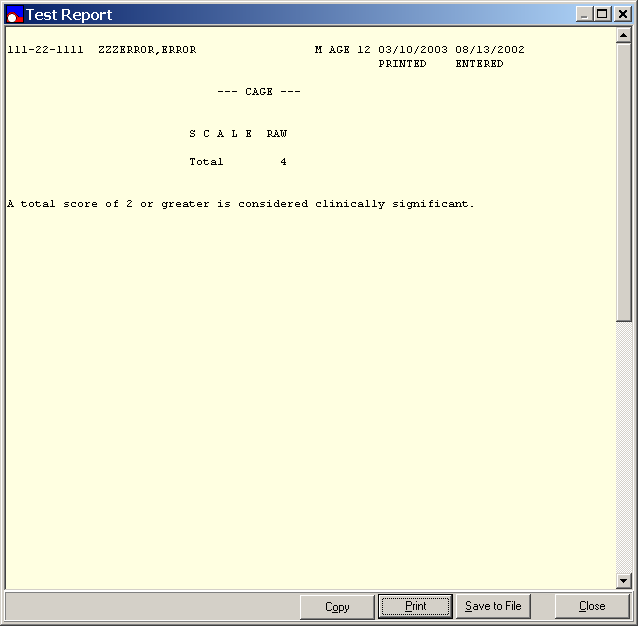 Test Report
111-22-1111  ZZZERROR,ERROR                 M AGE 12 03/10/2003 08/13/2002
PRINTED    ENTERED
--- CAGE ---
S C A L E  RAW
Total        4
A total score of 2 or greater is considered clinically significant.
Copy  Print  Save to File  Close